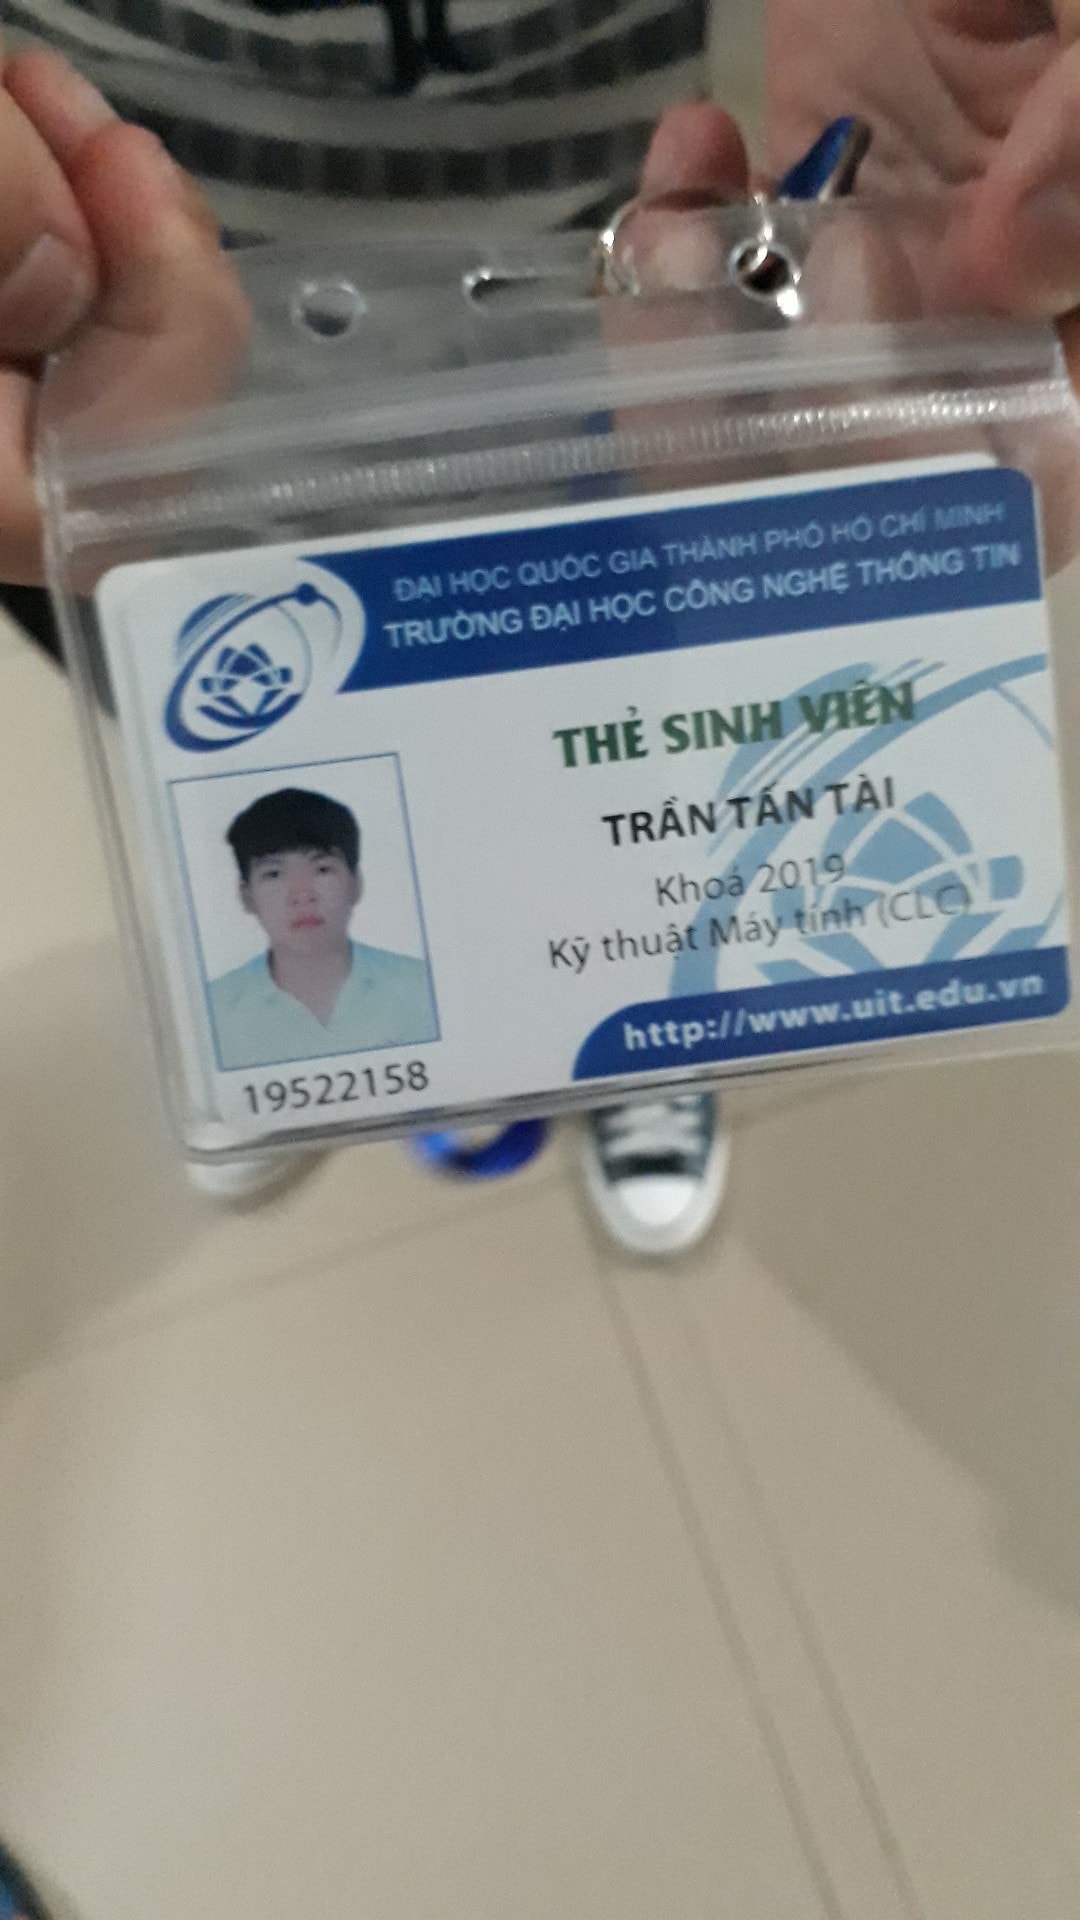 ĐẠI HỌC QUỐC GIA THÀNH PHỐ HỒ CHÍ MINH
TRƯỜNG ĐẠI HỌC CÔNG NGHỆ THÔNG TIN
THẺ SINH VIÊN
TRẦN TẤN TÀI
Khoá 2019
Kỹ thuật Máy tính (CLC)
19522158
http://www.uit.edu.vn